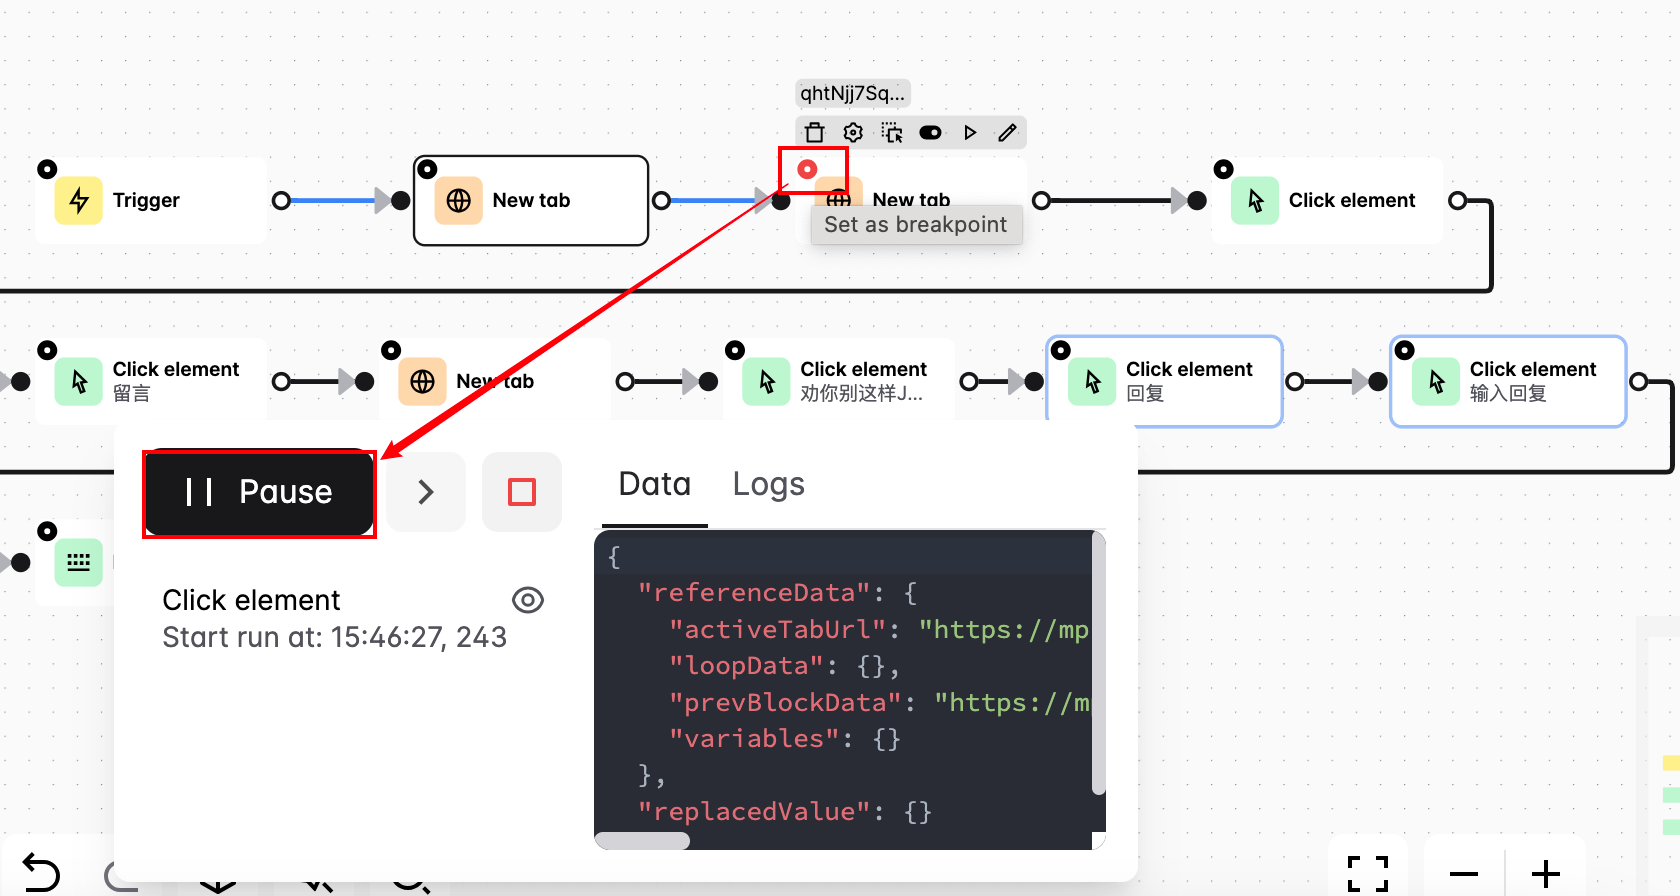 qhtNjj7Sq...
Trigger
New tab
New tab
Click element
Set as breakpoint
Click element
留言
New tab
Click element
劝你别这样J...
Click element
回复
Click element
输入回复
Pause
Data
Logs
Click element
Start run at: 15:46:27, 243
{
"referenceData": {
"activeTabUrl": "https://mp
"loopData": {},
"prevBlockData": "https://m
"variables": {}
},
"replacedValue": {}